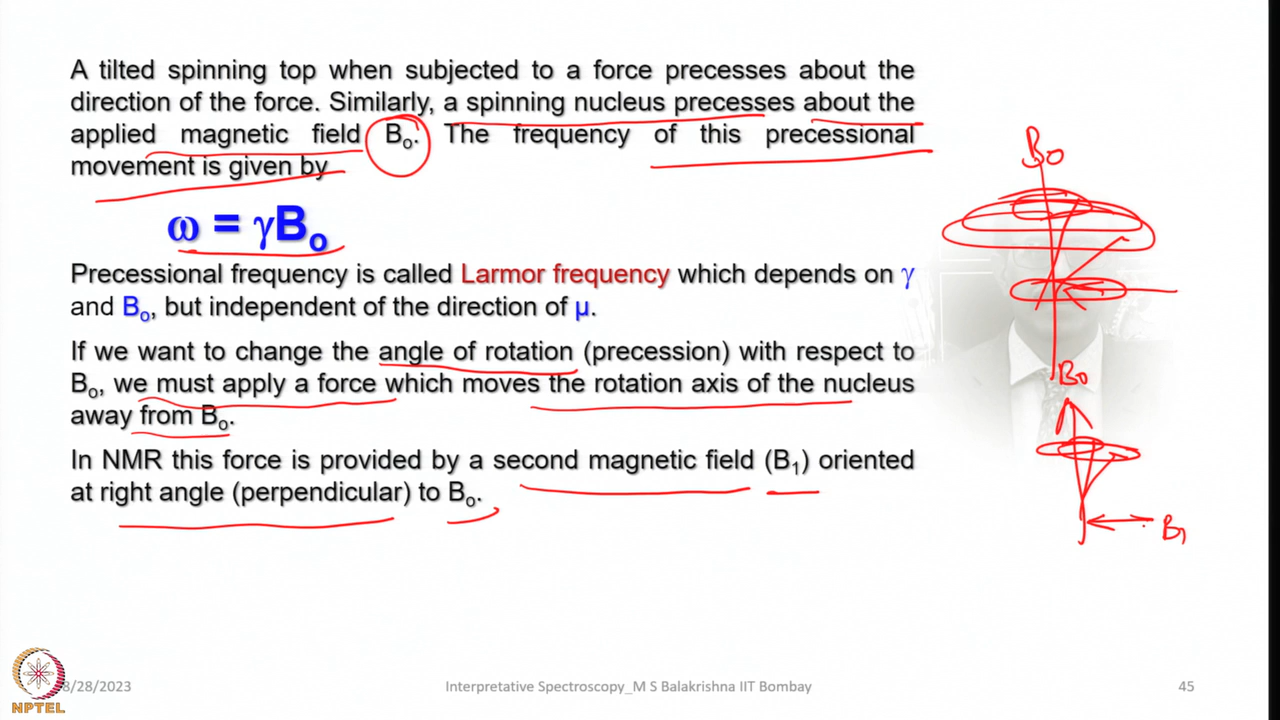 A tilted spinning top when subjected to a force precesses about the
direction of the force. Similarly, a spinning nucleus precesses about the
applied magnetic field Bo. The frequency of this precessional
movement is given by
ω = γBo
Precessional frequency is called Larmor frequency which depends on γ
and Bo, but independent of the direction of μ.
If we want to change the angle of rotation (precession) with respect to
Bo, we must apply a force which moves the rotation axis of the nucleus
away from Bo.
In NMR this force is provided by a second magnetic field (B1) oriented
at right angle (perpendicular) to Bo.
Bo
Bo
B1
8/28/2023
Interpretative Spectroscopy_M S Balakrishna IIT Bombay
45
NPTEL